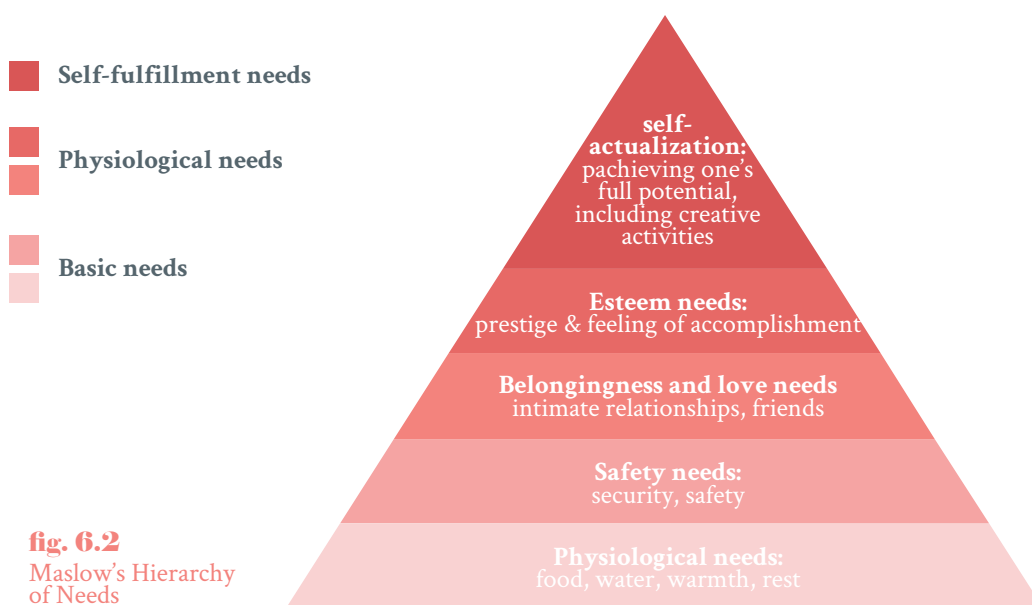 Self-fulfillment needs
Physiological needs
Basic needs
self-
actualization:
pachieving one’s
full potential,
including creative
activities
Esteem needs:
prestige & feeling of accomplishment
Belongingness and love needs
intimate relationships, friends
Safety needs:
security, safety
Physiological needs:
food, water, warmth, rest
fig. 6.2
Maslow’s Hierarchy
of Needs